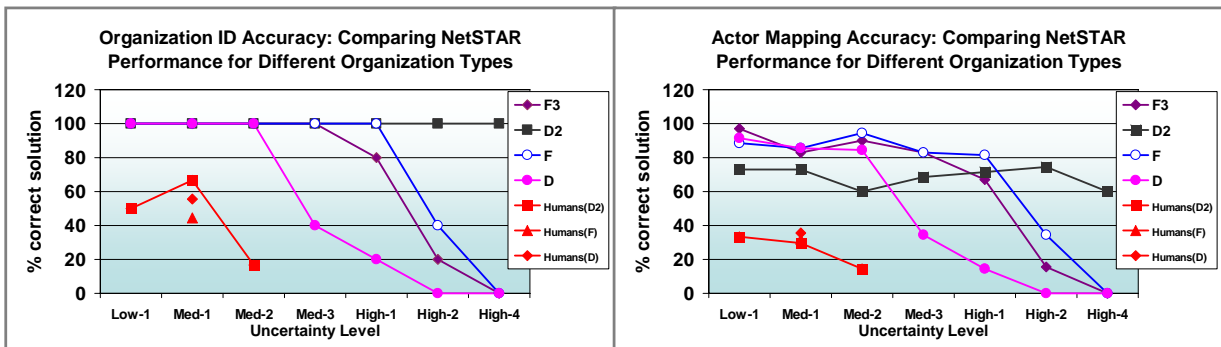 Organization ID Accuracy: Comparing NetSTAR
Performance for Different Organization Types
120
100
80
60
40
20
0
% correct solution
Low-1 Med-1 Med-2 Med-3 High-1 High-2 High-4
Uncertainty Level
F3
D2
F
D
Humans(D2)
Humans(F)
Humans(D)
Actor Mapping Accuracy: Comparing NetSTAR
Performance for Different Organization Types
120
100
80
60
40
20
0
% correct solution
Low-1 Med-1 Med-2 Med-3 High-1 High-2 High-4
Uncertainty Level
F3
D2
F
D
Humans(D2)
Humans(F)
Humans(D)